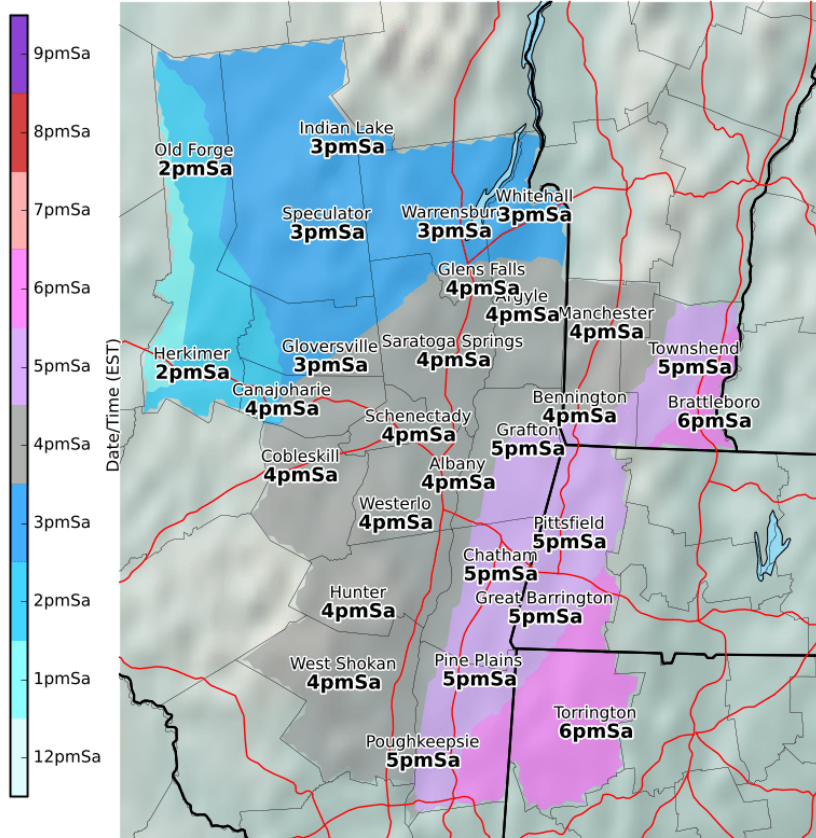 9pmSa
8pmSa
7pmSa
6pmSa
5pmSa
4pmSa
3pmSa
2pmSa
1pmSa
12pmSa
Date/Time (EST)
Indian Lake
3pmSa
Old Forge
2pmSa
Speculator
3pmSa
Warrensburg
3pmSa
Whitehall
3pmSa
Glens Falls
4pmSa
Argyle
4pmSa
Manchester
4pmSa
Herkimer
2pmSa
Gloversville
3pmSa
Saratoga Springs
4pmSa
Townshend
5pmSa
Canajoharie
4pmSa
Schenectady
4pmSa
Bennington
4pmSa
Brattleboro
6pmSa
Grafton
5pmSa
Cobleskill
4pmSa
Albany
4pmSa
Westerlo
4pmSa
Pittsfield
5pmSa
Chatham
5pmSa
Hunter
4pmSa
Great Barrington
5pmSa
West Shokan
4pmSa
Pine Plains
5pmSa
Torrington
6pmSa
Poughkeepsie
5pmSa